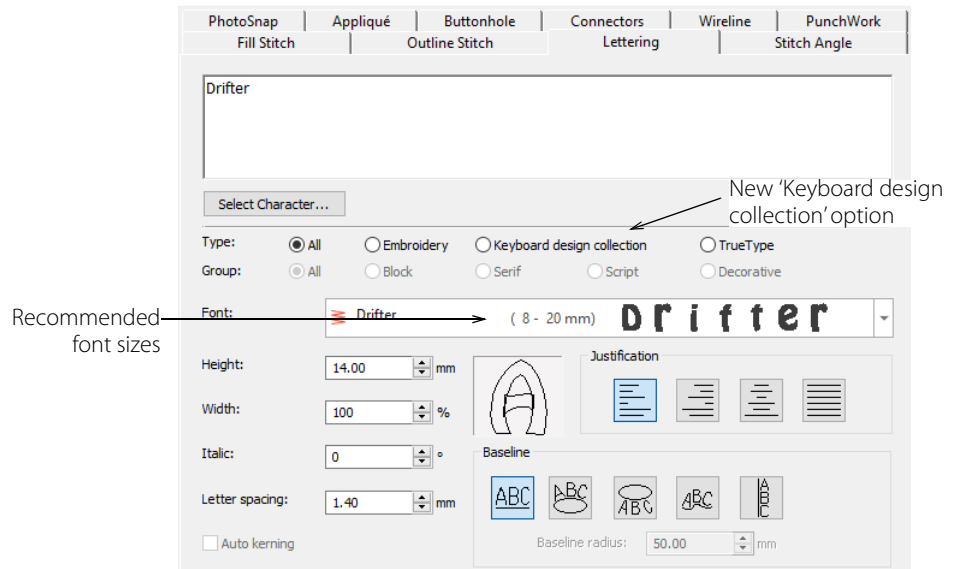 PhotoSnap Appliqué Buttonhole Connectors Wireline PunchWork
Fill Stitch Outline Stitch Lettering Stitch Angle
Drifter
Select Character...
New ‘Keyboard design
collection’ option
Type: All Embroidery Keyboard design collection TrueType
Group: All Block Serif Script Decorative
Recommended
font sizes
Font: Drifter ( 8 - 20 mm) Drifter
Height: 14.00 mm
Justification
Width: 100 %
Italic: 0 °
Baseline
Letter spacing: 1.40 mm
ABC ABC ABC ABC ABC
Auto kerning
Baseline radius: 50.00 mm